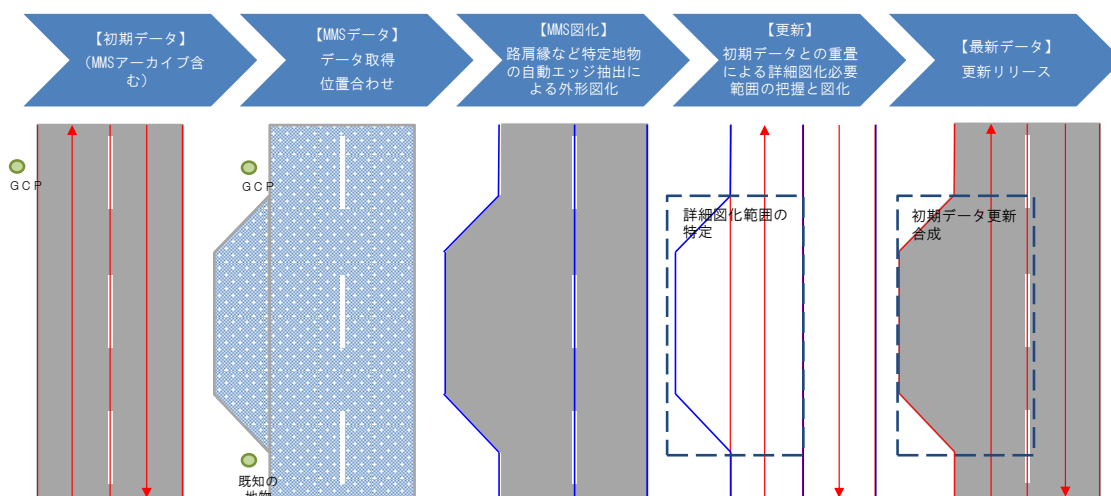 【初期データ】
(MMSアーカイブ含
む)
【MMSデータ】
データ取得
位置合わせ
【MMS図化】
路肩縁など特定地物
の自動エッジ抽出に
よる外形図化
【更新】
初期データとの重畳
による詳細図化必要
範囲の把握と図化
【最新データ】
更新リリース
GCP
GCP
既知の
地物
詳細図化範囲の
特定
初期データ更新
合成